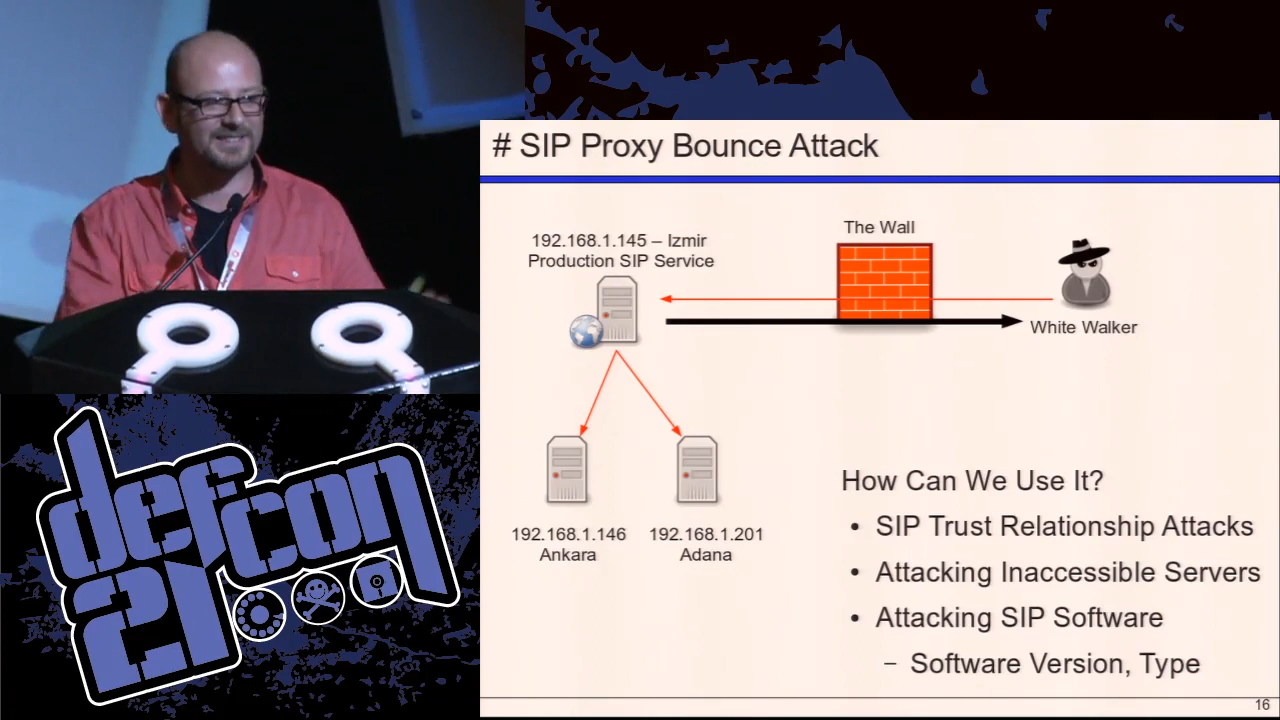 # SIP Proxy Bounce Attack
192.168.1.145 – Izmir
Production SIP Service
The Wall
White Walker
192.168.1.146
Ankara
192.168.1.201
Adana
How Can We Use It?
• SIP Trust Relationship Attacks
• Attacking Inaccessible Servers
• Attacking SIP Software
– Software Version, Type
16
defcon
21